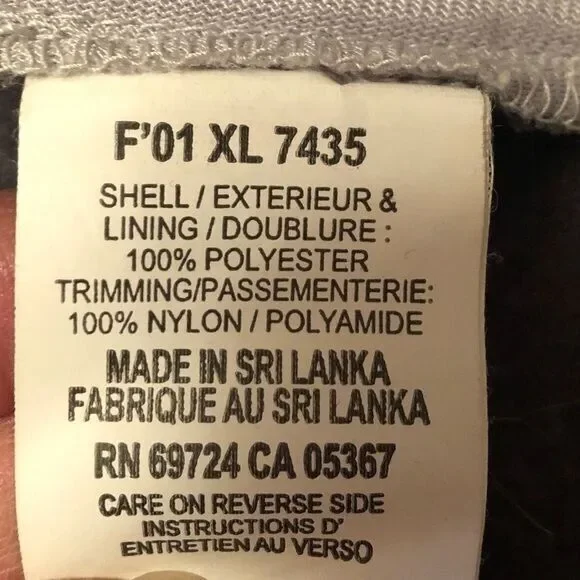 F'01 XL 7435
SHELL / EXTERIEUR &
LINING / DOUBLURE :
100% POLYESTER
TRIMMING/PASSEMENTERIE:
100% NYLON / POLYAMIDE
MADE IN SRI LANKA
FABRIQUE AU SRI LANKA
RN 69724 CA 05367
CARE ON REVERSE SIDE
INSTRUCTIONS D'
ENTRETIEN AU VERSO